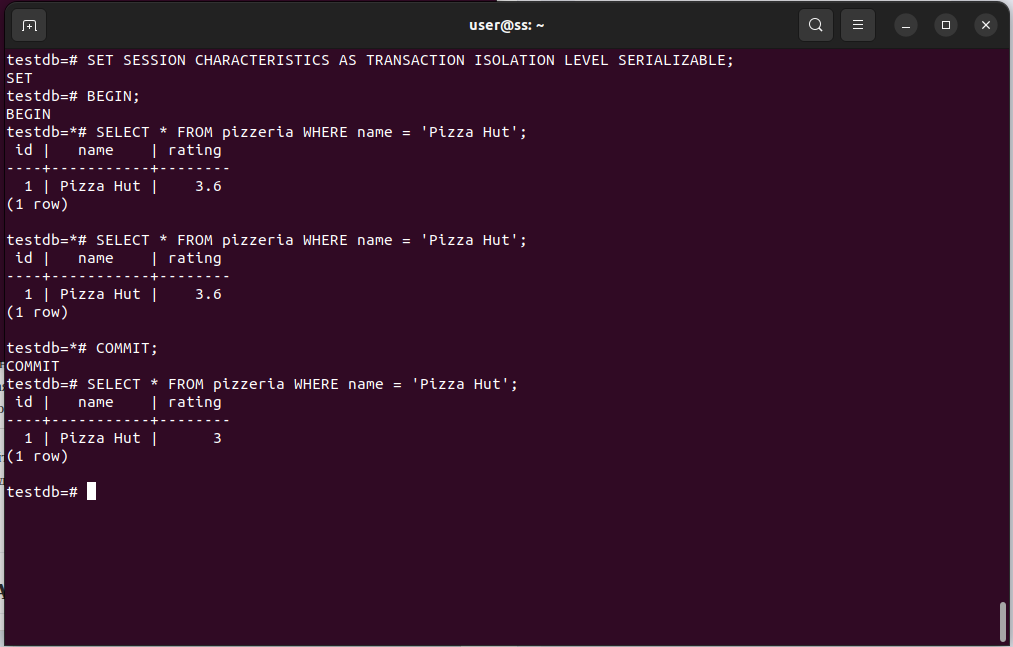 user@ss: ~
testdb=# SET SESSION CHARACTERISTICS AS TRANSACTION ISOLATION LEVEL SERIALIZABLE;
SET
testdb=# BEGIN;
BEGIN
testdb=*# SELECT * FROM pizzeria WHERE name = 'Pizza Hut';
 id |   name    | rating
----+-----------+--------
  1 | Pizza Hut |    3.6
(1 row)

testdb=*# SELECT * FROM pizzeria WHERE name = 'Pizza Hut';
 id |   name    | rating
----+-----------+--------
  1 | Pizza Hut |    3.6
(1 row)

testdb=*# COMMIT;
COMMIT
testdb=# SELECT * FROM pizzeria WHERE name = 'Pizza Hut';
 id |   name    | rating
----+-----------+--------
  1 | Pizza Hut |      3
(1 row)

testdb=#